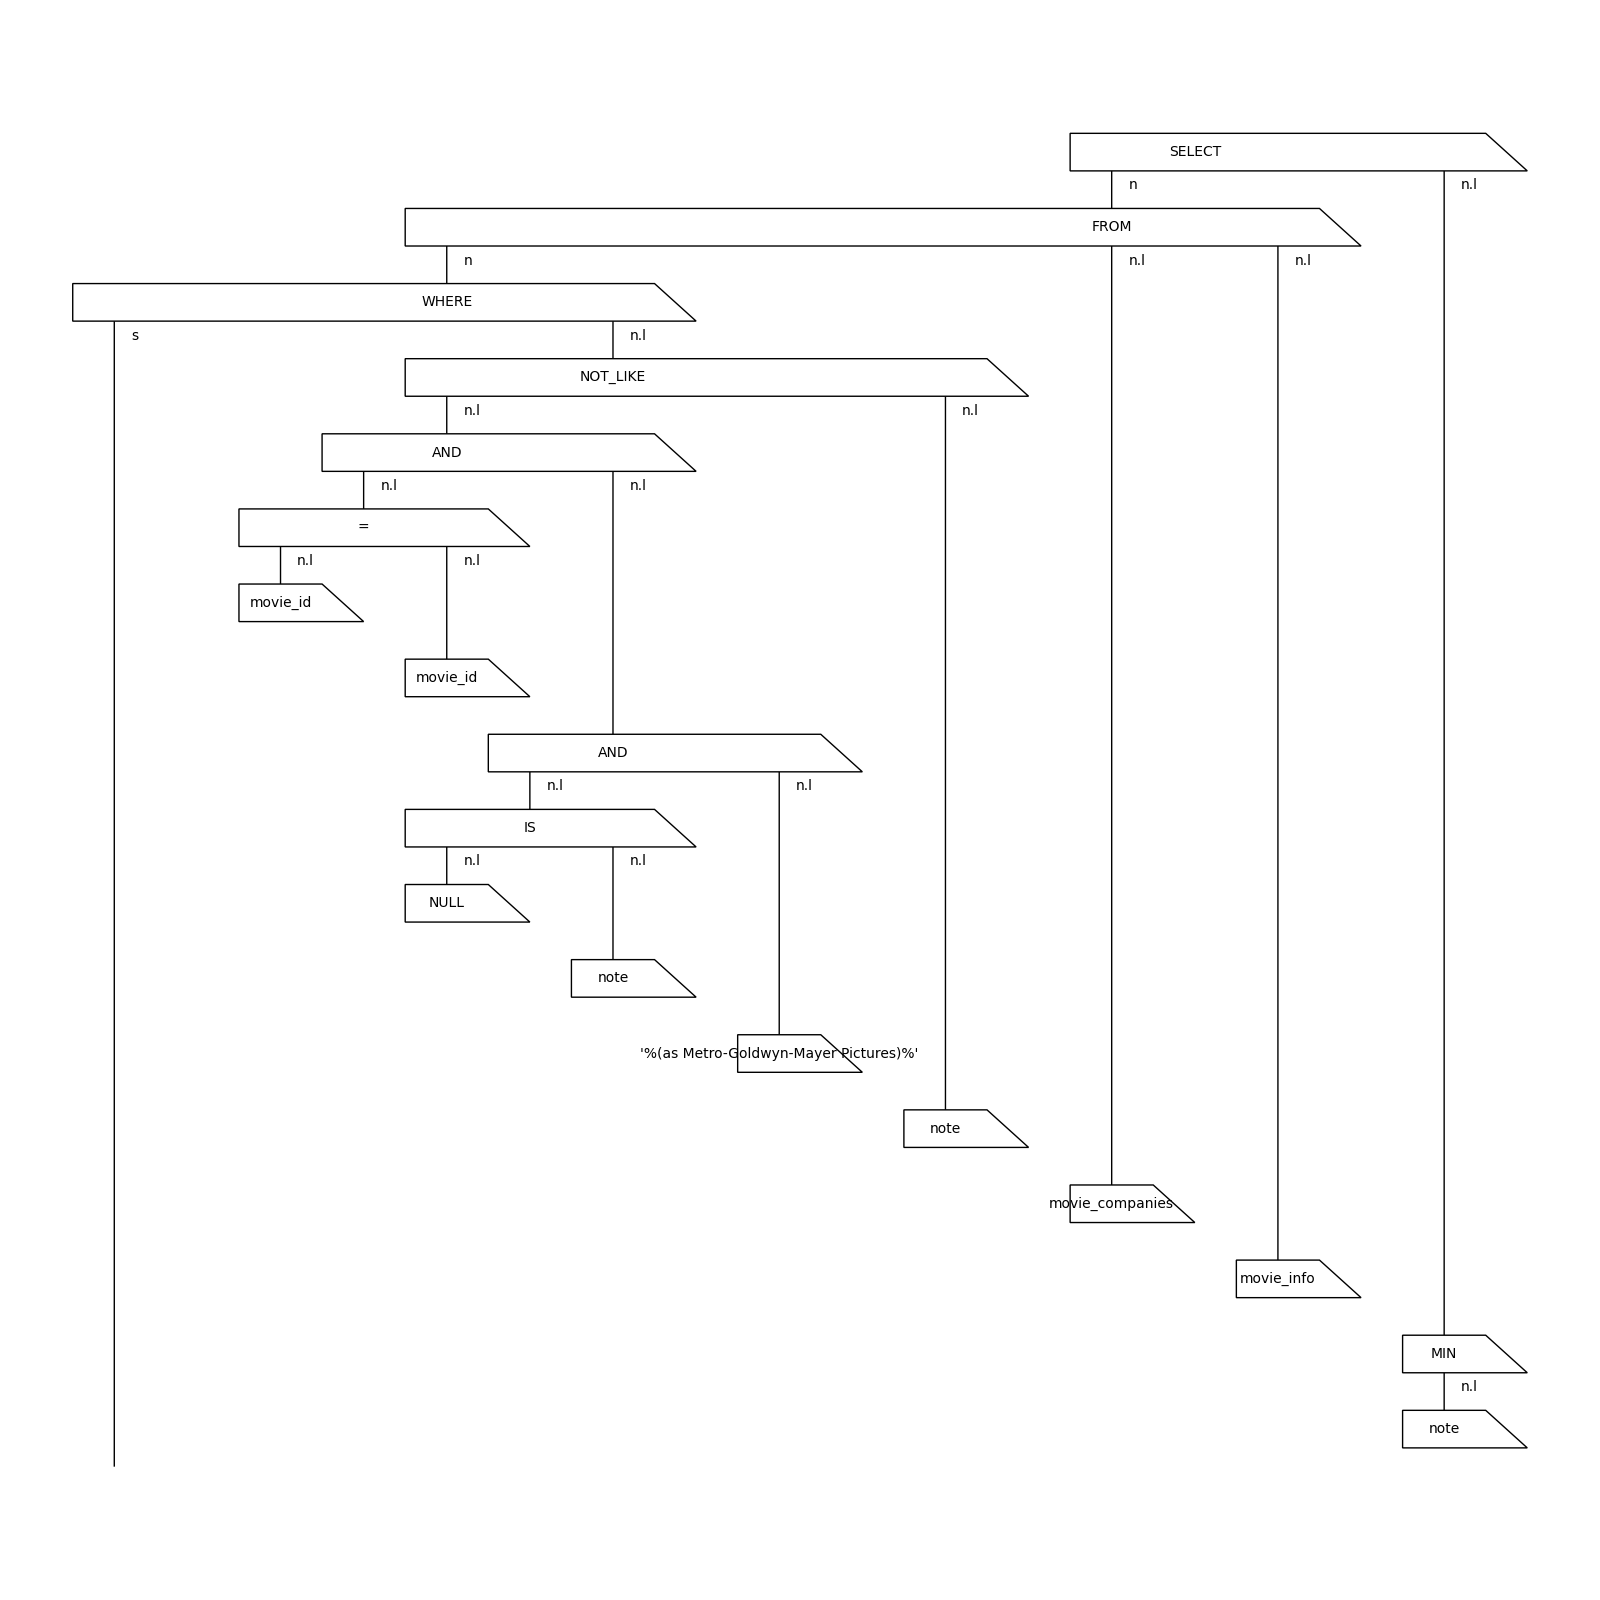 SELECT
n n.l
FROM
n n.l n.l
WHERE
s n.l
NOT_LIKE
n.l n.l
AND
n.l n.l
=
n.l n.l
movie_id
movie_id
AND
n.l n.l
IS
n.l n.l
NULL
note
'%(as Metro-Goldwyn-Mayer Pictures)%'
note
movie_companies
movie_info
MIN
n.l
note